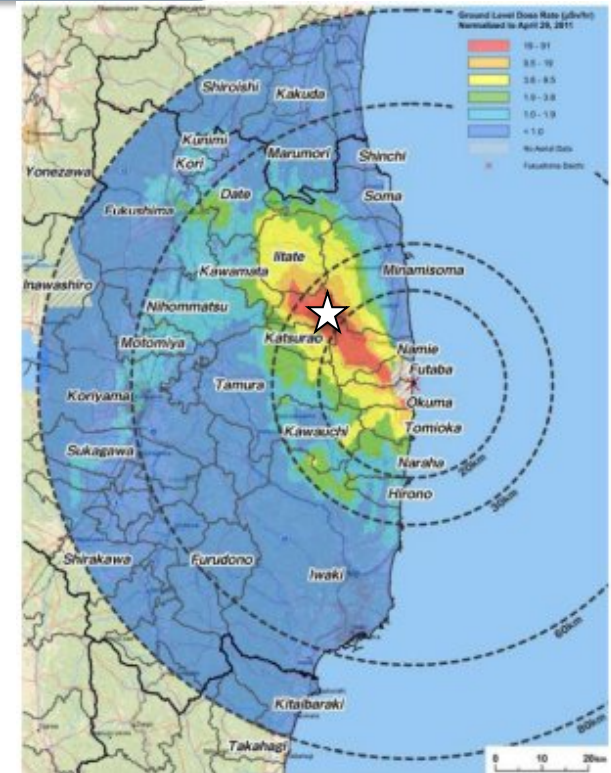 Ground Level Dose Rate (μSv/hr)
Normalised to April 29, 2011
19 - 91
9.5 - 19
3.8 - 9.5
1.9 - 3.8
1.0 - 1.9
< 1.0
No Aerial Data
Fukushima Daiichi
Shiroishi
Kakuda
Kunimi
Kori
Marumori
Shinchi
Yonezawa
Date
Soma
Fukushima
Iitate
Kawamata
Minamisoma
Inawashiro
Nihommatsu
Katsurao
Motomiya
Namie
Futaba
Tamura
Koriyama
Okuma
Kawauchi
Tomioka
Sukagawa
Naraha
20km
Hirono
30km
Shirakawa
Furudono
Iwaki
60km
Kitaibaraki
80km
Takahagi
0 10 20km